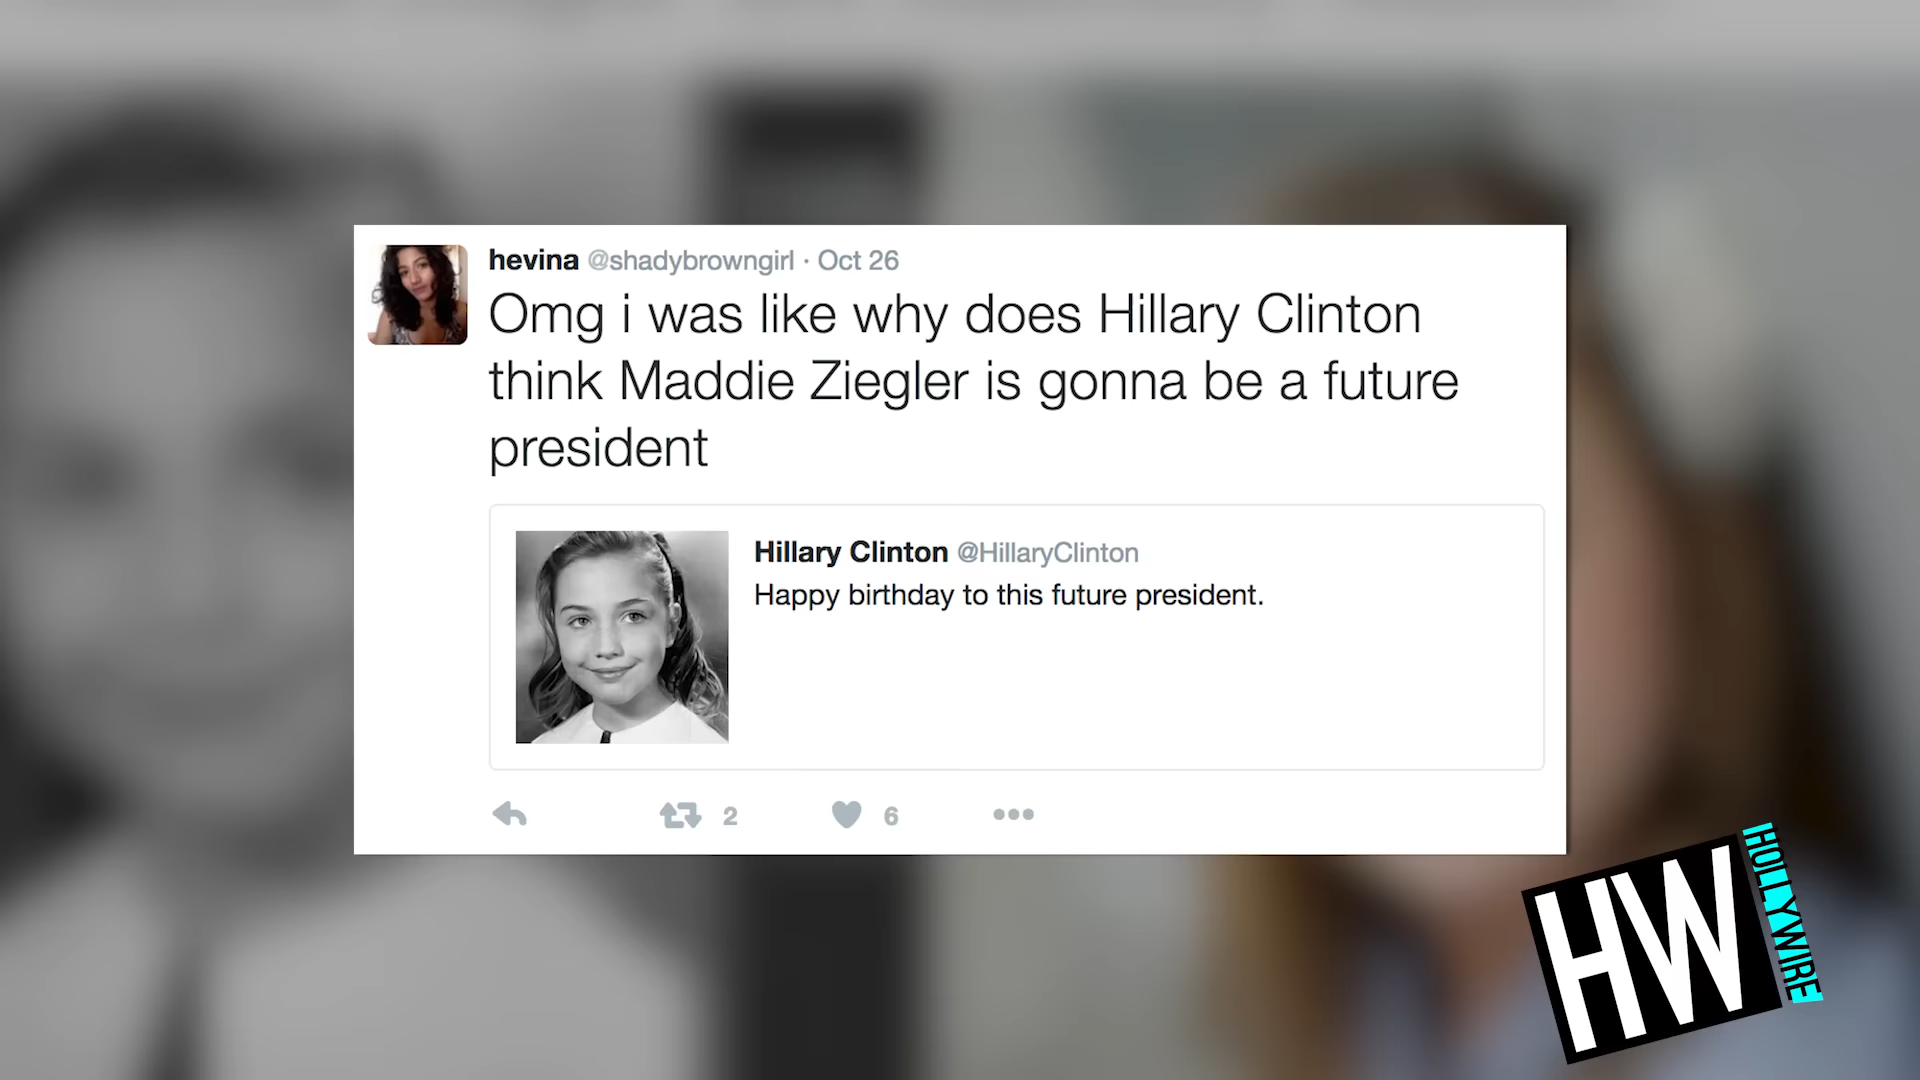 hevina @shadybrowngirl · Oct 26
Omg i was like why does Hillary Clinton
think Maddie Ziegler is gonna be a future
president
Hillary Clinton @HillaryClinton
Happy birthday to this future president.
2 6
HW
HOLLYWIRE